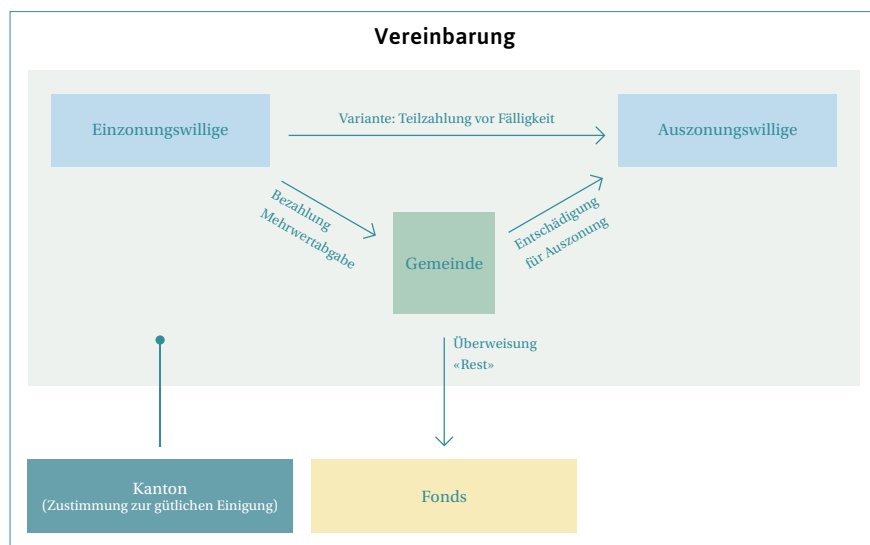 Vereinbarung
Einzonungswillige
Variante: Teilzahlung vor Fälligkeit
Auszonungswillige
Bezahlung
Mehrwertabgabe
Gemeinde
Entschädigung
für Auszonung
Überweisung
«Rest»
Kanton
(Zustimmung zur gütlichen Einigung)
Fonds